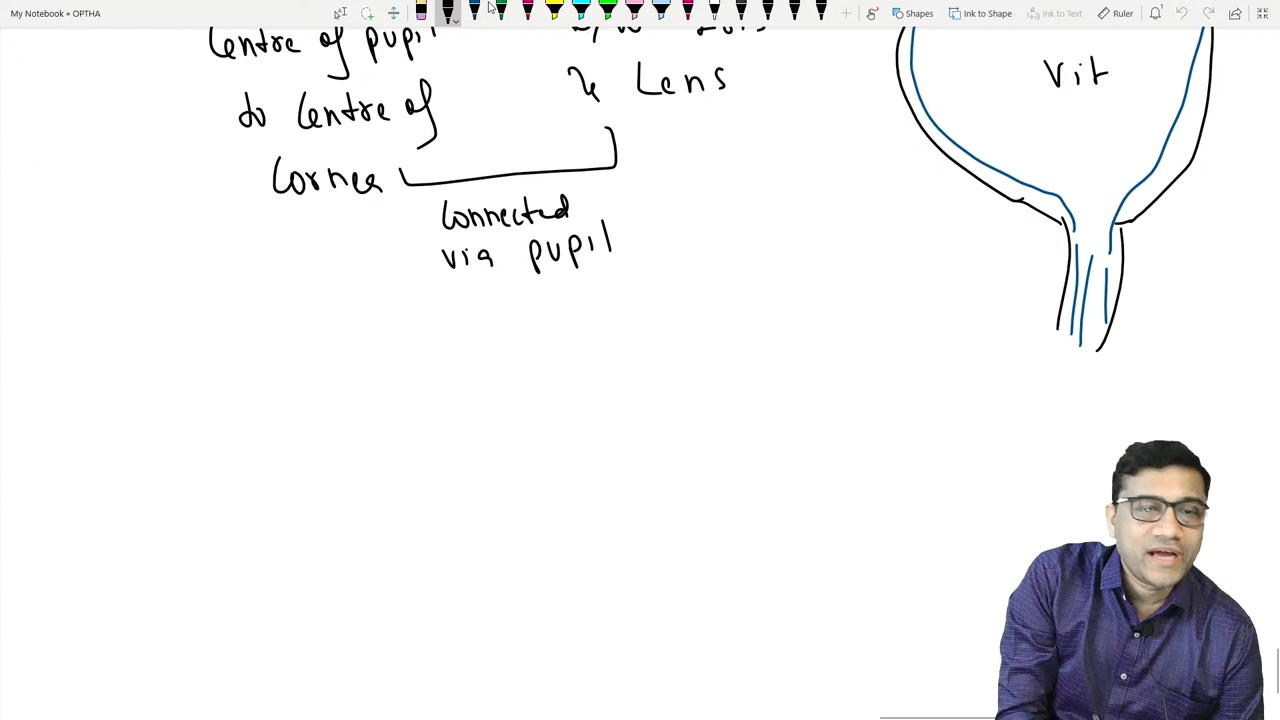 My Notebook » OPTHA
Shapes
Ink to Shape
Ink to Text
Ruler
Centre of pupil
to Centre of
Cornea
Lens
Connected
via pupil
Vit